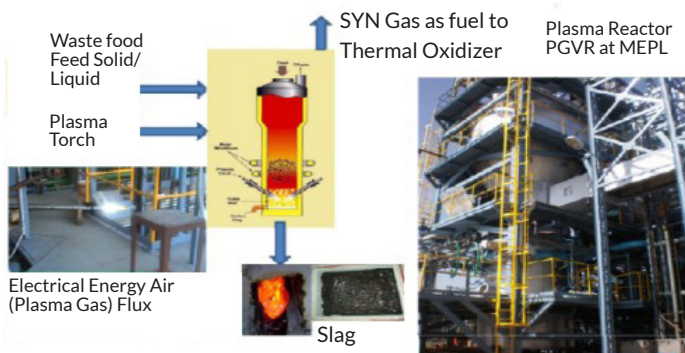 SYN Gas as fuel to
Thermal Oxidizer
Plasma Reactor
PGVR at MEPL
Waste food
Feed Solid/
Liquid
Plasma
Torch
Electrical Energy Air
(Plasma Gas) Flux
Slag